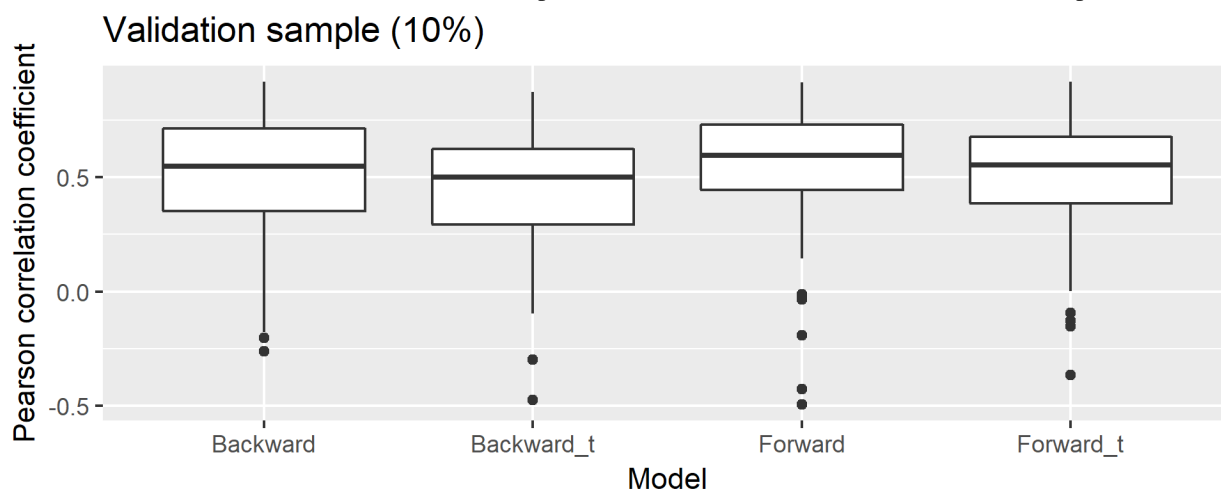 Validation sample (10%)
Pearson correlation coefficient
0.5
0.0
-0.5
Backward Backward_t Forward Forward_t
Model